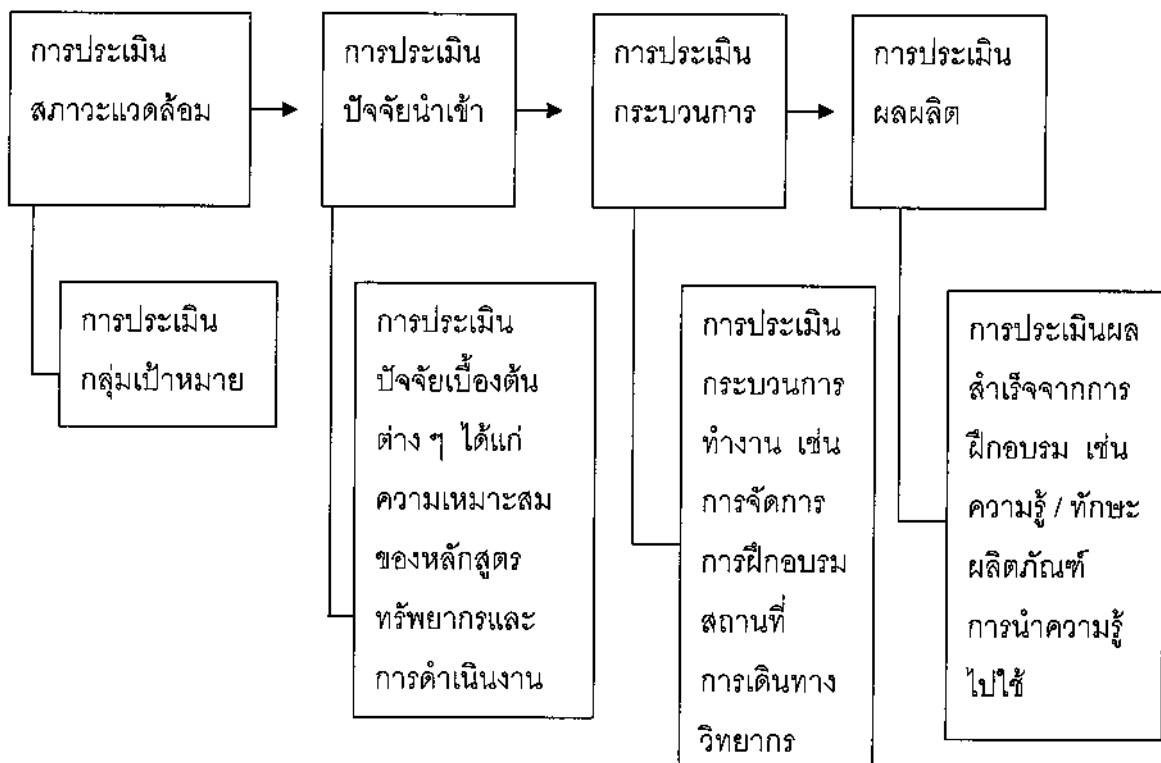 การประเมิน
สภาวะแวดล้อม
การประเมิน
ปัจจัยนำเข้า
การประเมิน
กระบวนการ
การประเมิน
ผลผลิต
การประเมิน
กลุ่มเป้าหมาย
การประเมิน
ปัจจัยเบื้องต้น
ต่าง ๆ ได้แก่
ความเหมาะสม
ของหลักสูตร
ทรัพยากรและ
การดำเนินงาน
การประเมิน
กระบวนการ
ทำงาน เช่น
การจัดการ
การฝึกอบรม
สถานที่
การเดินทาง
วิทยากร
การประเมินผล
สำเร็จจากการ
ฝึกอบรม เช่น
ความรู้ / ทักษะ
ผลิตภัณฑ์
การนำความรู้
ไปใช้